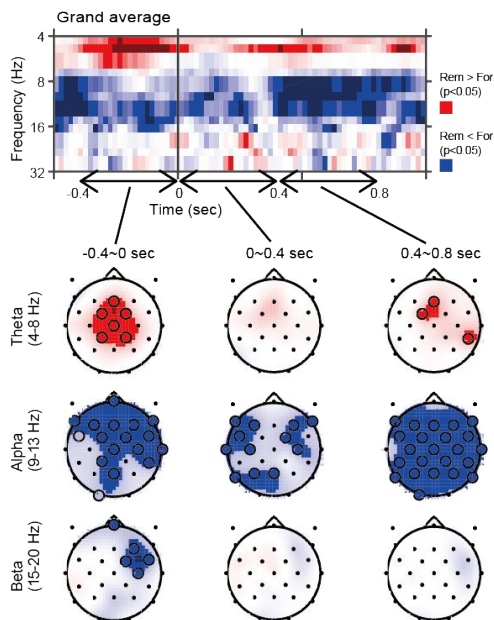 Grand average
Frequency (Hz)
4
8
16
32
Rem > For
(p<0.05)
Rem < For
(p<0.05)
-0.4
0
0.4
0.8
Time (sec)
-0.4~0 sec
0~0.4 sec
0.4~0.8 sec
Theta
(4-8 Hz)
Alpha
(9-13 Hz)
Beta
(15-20 Hz)